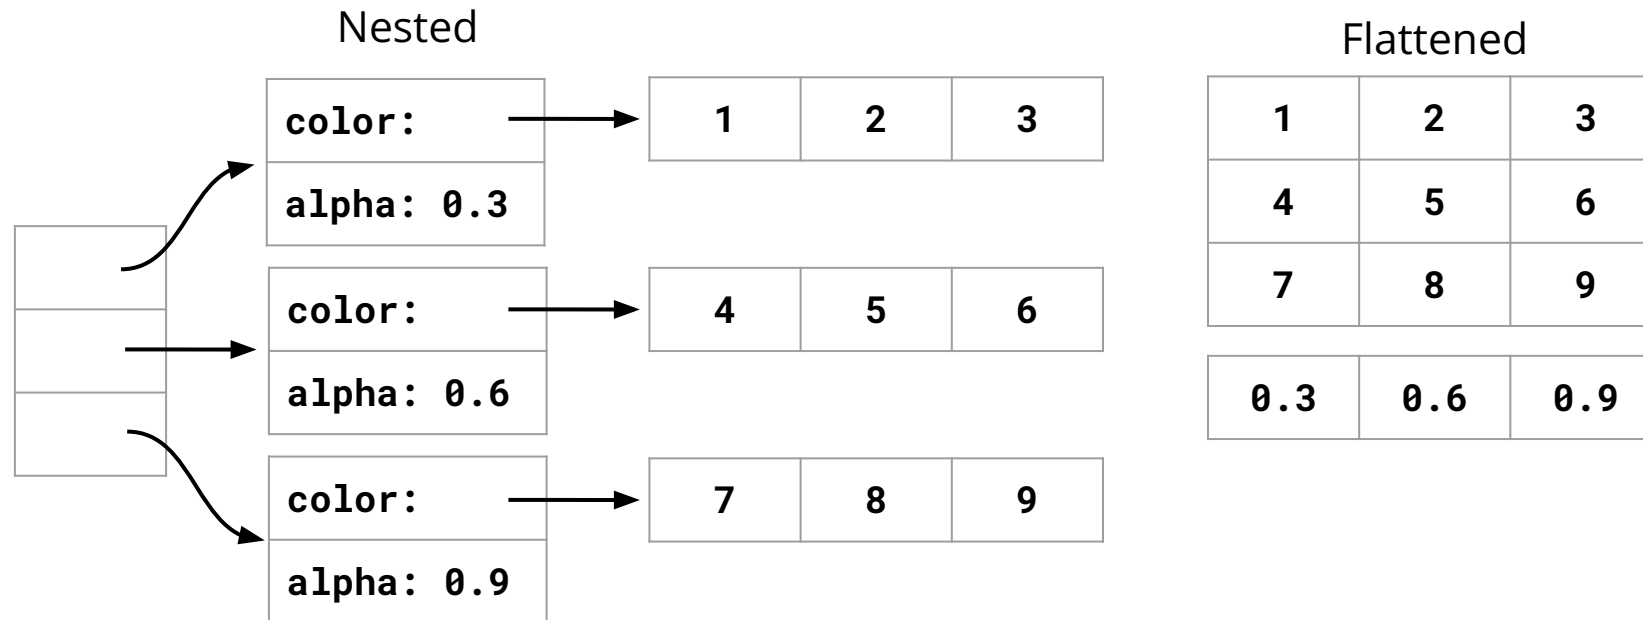 Nested
color:
alpha: 0.3
1 2 3
color:
alpha: 0.6
4 5 6
color:
alpha: 0.9
7 8 9
Flattened
1 2 3
4 5 6
7 8 9
0.3 0.6 0.9